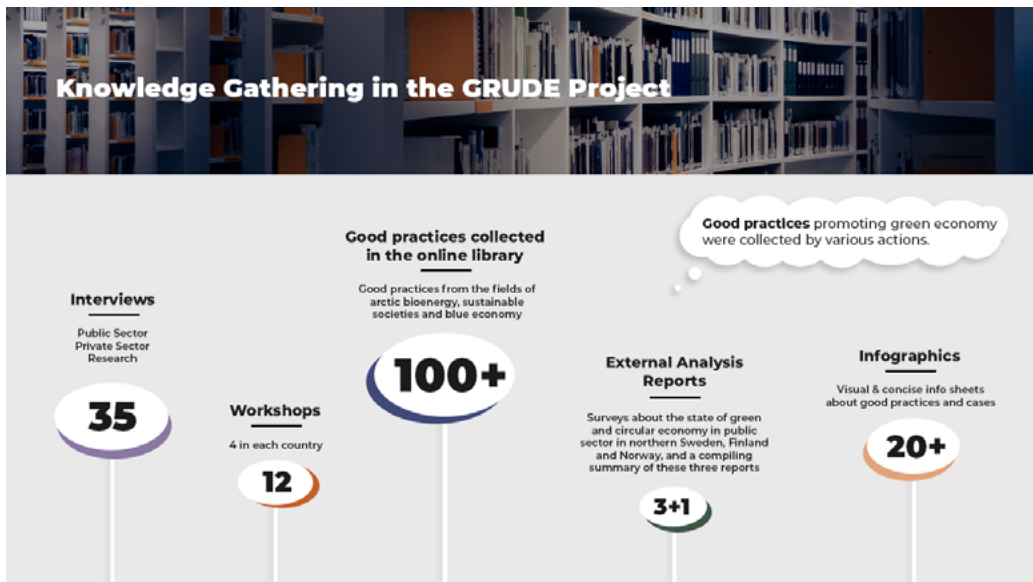 Knowledge Gathering in the GRUDE Project
Good practices promoting green economy
were collected by various actions.
Interviews
Public Sector
Private Sector
Research
35
Workshops
4 in each country
12
Good practices collected
in the online library
Good practices from the fields of
arctic bioenergy, sustainable
societies and blue economy
100+
External Analysis
Reports
Surveys about the state of green
and circular economy in public
sector in northern Sweden, Finland
and Norway, and a compiling
summary of these three reports
3+1
Infographics
Visual & concise info sheets
about good practices and cases
20+